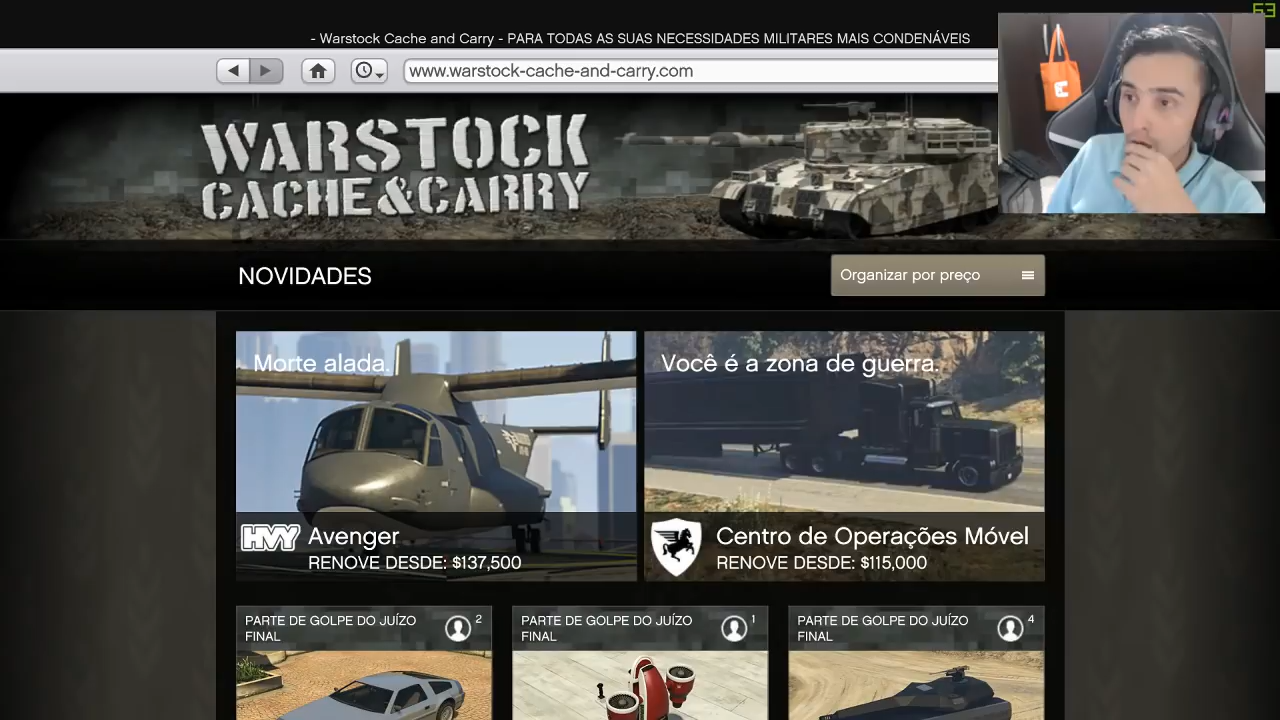 63
- Warstock Cache and Carry - PARA TODAS AS SUAS NECESSIDADES MILITARES MAIS CONDENÁVEIS
www.warstock-cache-and-carry.com
WARSTOCK
CACHE&CARRY
NOVIDADES
Organizar por preço
Morte alada.
HVY Avenger
RENOVE DESDE: $137,500
Você é a zona de guerra.
Centro de Operações Móvel
RENOVE DESDE: $115,000
PARTE DE GOLPE DO JUÍZO
FINAL
2
PARTE DE GOLPE DO JUÍZO
FINAL
1
PARTE DE GOLPE DO JUÍZO
FINAL
4